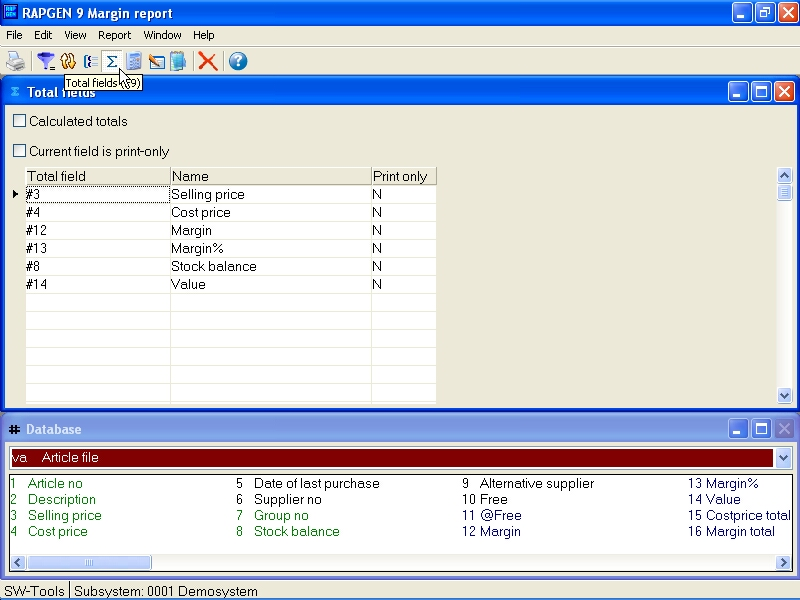 RAPGEN 9 Margin report
File Edit View Report Window Help
Total fields (F9)
Total fields
Calculated totals
Current field is print-only
Total field Name Print only
#3 Selling price N
#4 Cost price N
#12 Margin N
#13 Margin% N
#8 Stock balance N
#14 Value N
# Database
va Article file
1 Article no 5 Date of last purchase 9 Alternative supplier 13 Margin%
2 Description 6 Supplier no 10 Free 14 Value
3 Selling price 7 Group no 11 @Free 15 Costprice total
4 Cost price 8 Stock balance 12 Margin 16 Margin total
SW-Tools Subsystem: 0001 Demosystem